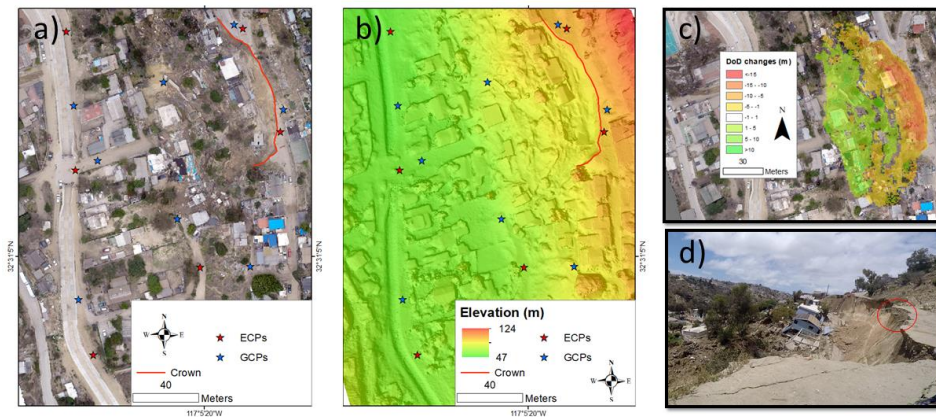 a)
32°31'5"N
N
W E
S
ECPs
GCPs
Crown
40
Meters
117°5'20"W
b)
Elevation (m)
124
47
ECPs
GCPs
Crown
40
Meters
N
W E
S
117°5'20"W
32°31'5"N
c)
DoD changes (m)
<-15
-15 - -10
-10 - -5
-5 - -1
-1 - 1
1 - 5
5 - 10
>10
N
30
Meters
d)